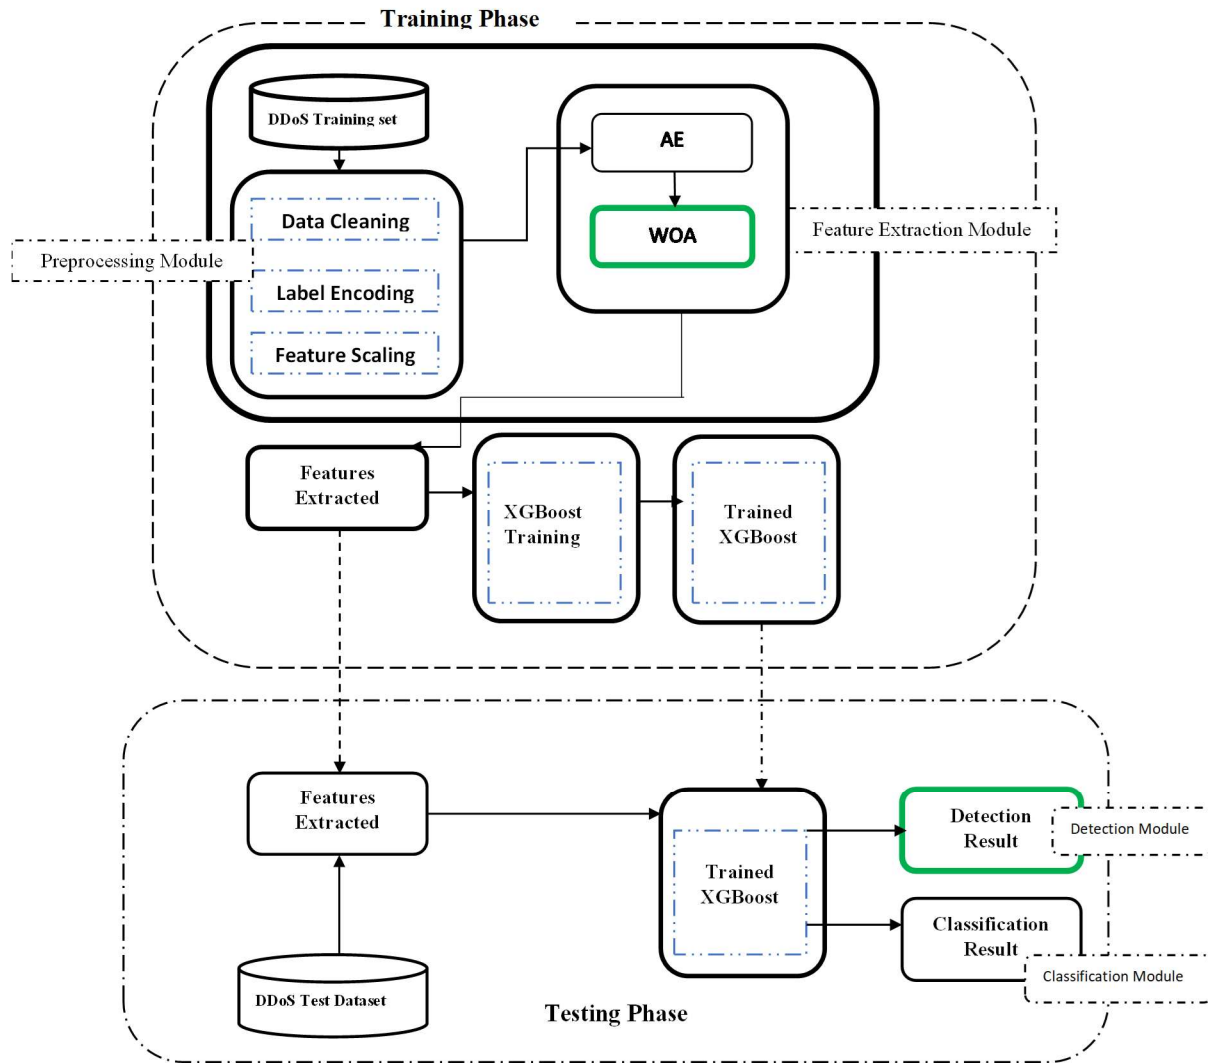 Training Phase
DDoS Training set
AE
Data Cleaning
WOA
Feature Extraction Module
Preprocessing Module
Label Encoding
Feature Scaling
Features
Extracted
XGBoost
Training
Trained
XGBoost
Features
Extracted
Detection
Result
Detection Module
Trained
XGBoost
Classification
Result
Classification Module
DDoS Test Dataset
Testing Phase